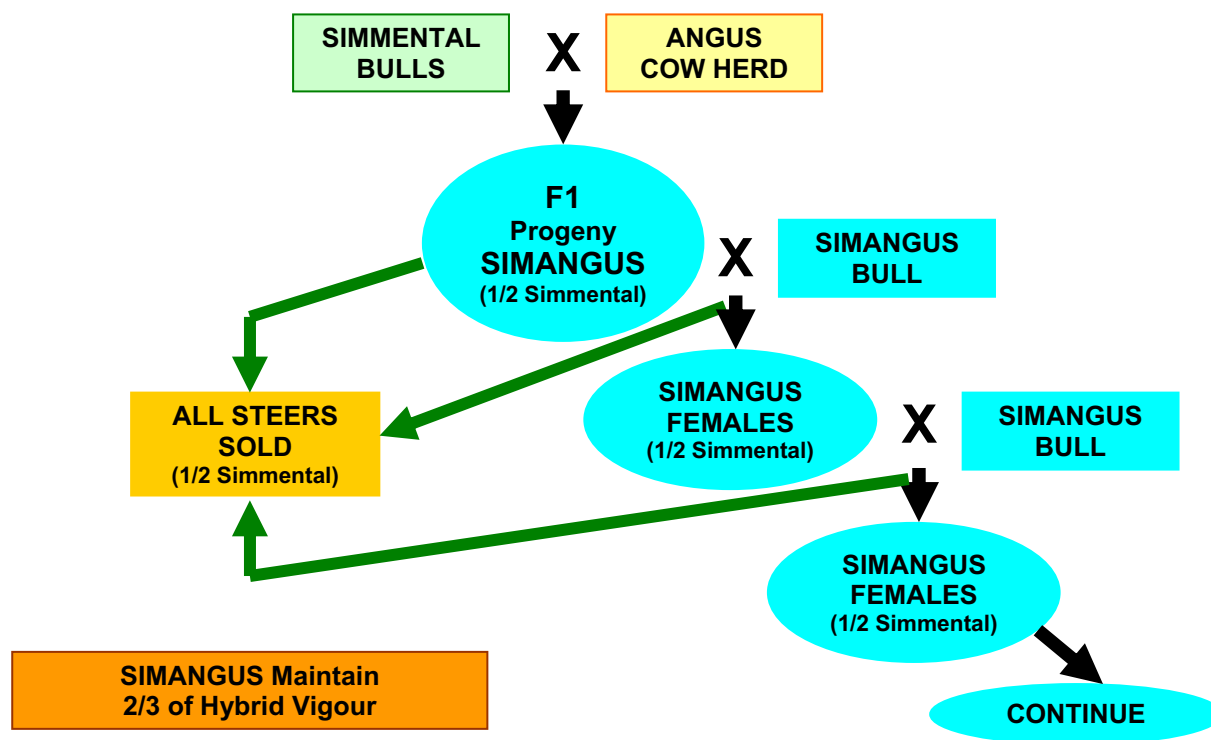 SIMMENTAL
BULLS
X
ANGUS
COW HERD
F1
Progeny
SIMANGUS
(1/2 Simmental)
X
SIMANGUS
BULL
ALL STEERS
SOLD
(1/2 Simmental)
SIMANGUS
FEMALES
(1/2 Simmental)
X
SIMANGUS
BULL
SIMANGUS
FEMALES
(1/2 Simmental)
SIMANGUS Maintain
2/3 of Hybrid Vigour
CONTINUE